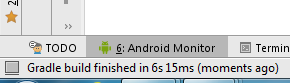 TODO 6: Android Monitor Termin
Gradle build finished in 6s 15ms (moments ago)